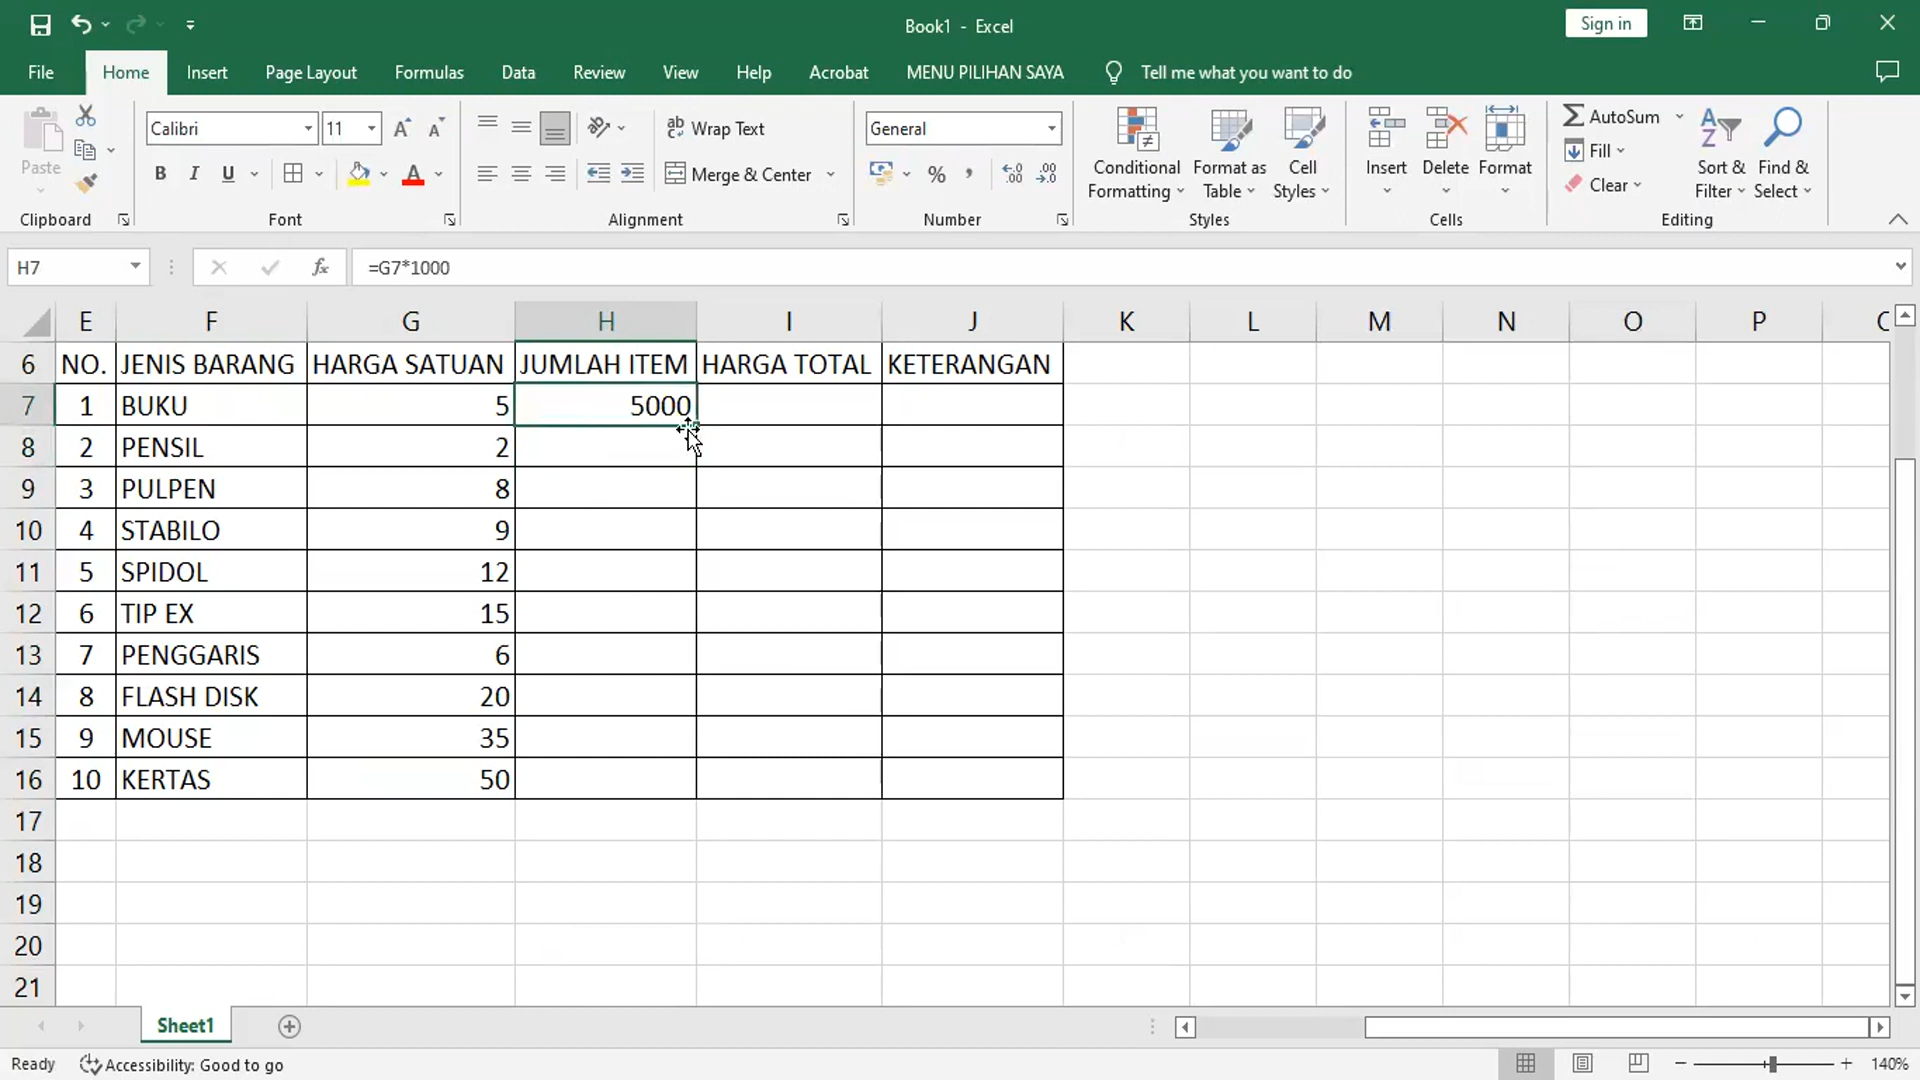 Book1 - Excel
Sign in
File Home Insert Page Layout Formulas Data Review View Help Acrobat MENU PILIHAN SAYA Tell me what you want to do
Paste
Calibri 11
B I U
A
Wrap Text
Merge & Center
General
%
Conditional Formatting
Format as Table
Cell Styles
Insert Delete Format
AutoSum
Fill
Clear
Sort & Filter
Find & Select
Clipboard Font Alignment Number Styles Cells Editing
H7 fx =G7*1000
E F G H I J K L M N O P
6 NO. JENIS BARANG HARGA SATUAN JUMLAH ITEM HARGA TOTAL KETERANGAN
7 1 BUKU 5 5000
8 2 PENSIL 2
9 3 PULPEN 8
10 4 STABILO 9
11 5 SPIDOL 12
12 6 TIP EX 15
13 7 PENGGARIS 6
14 8 FLASH DISK 20
15 9 MOUSE 35
16 10 KERTAS 50
17
18
19
20
21
Sheet1
Ready Accessibility: Good to go 140%